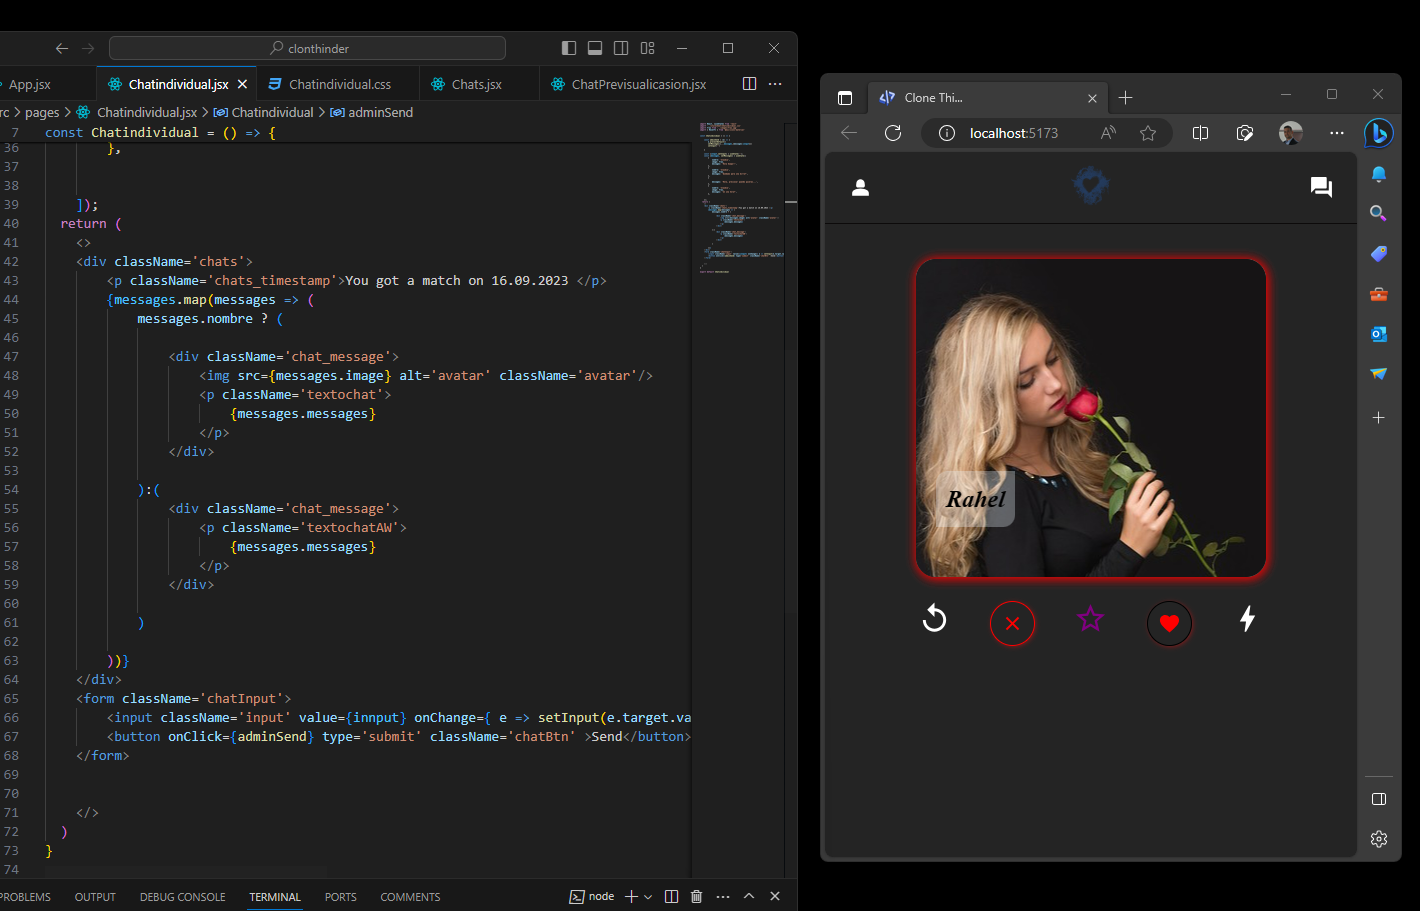 clonthinder
App.jsx
Chatindividual.jsx
Chatindividual.css
Chats.jsx
ChatPrevisualicasion.jsx
rc > pages > Chatindividual.jsx > Chatindividual > adminSend
7 const Chatindividual = () => {
36 },
37
38
39 ]);
40 return (
41 <>
42 <div className='chats'>
43 <p className='chats_timestamp'>You got a match on 16.09.2023 </p>
44 {messages.map(messages => (
45 messages.nombre ? (
46
47 <div className='chat_message'>
48 <img src={messages.image} alt='avatar' className='avatar'/>
49 <p className='textochat'>
50 {messages.messages}
51 </p>
52 </div>
53
54 ):(
55 <div className='chat_message'>
56 <p className='textochatAW'>
57 {messages.messages}
58 </p>
59 </div>
60
61 )
62
63 ))}
64 </div>
65 <form className='chatInput'>
66 <input className='input' value={innput} onChange={ e => setInput(e.target.va
67 <button onClick={adminSend} type='submit' className='chatBtn' >Send</button>
68 </form>
69
70
71 </>
72 )
73 }
74
PROBLEMS OUTPUT DEBUG CONSOLE TERMINAL PORTS COMMENTS
node
Clone Thi...
localhost:5173
Rahel